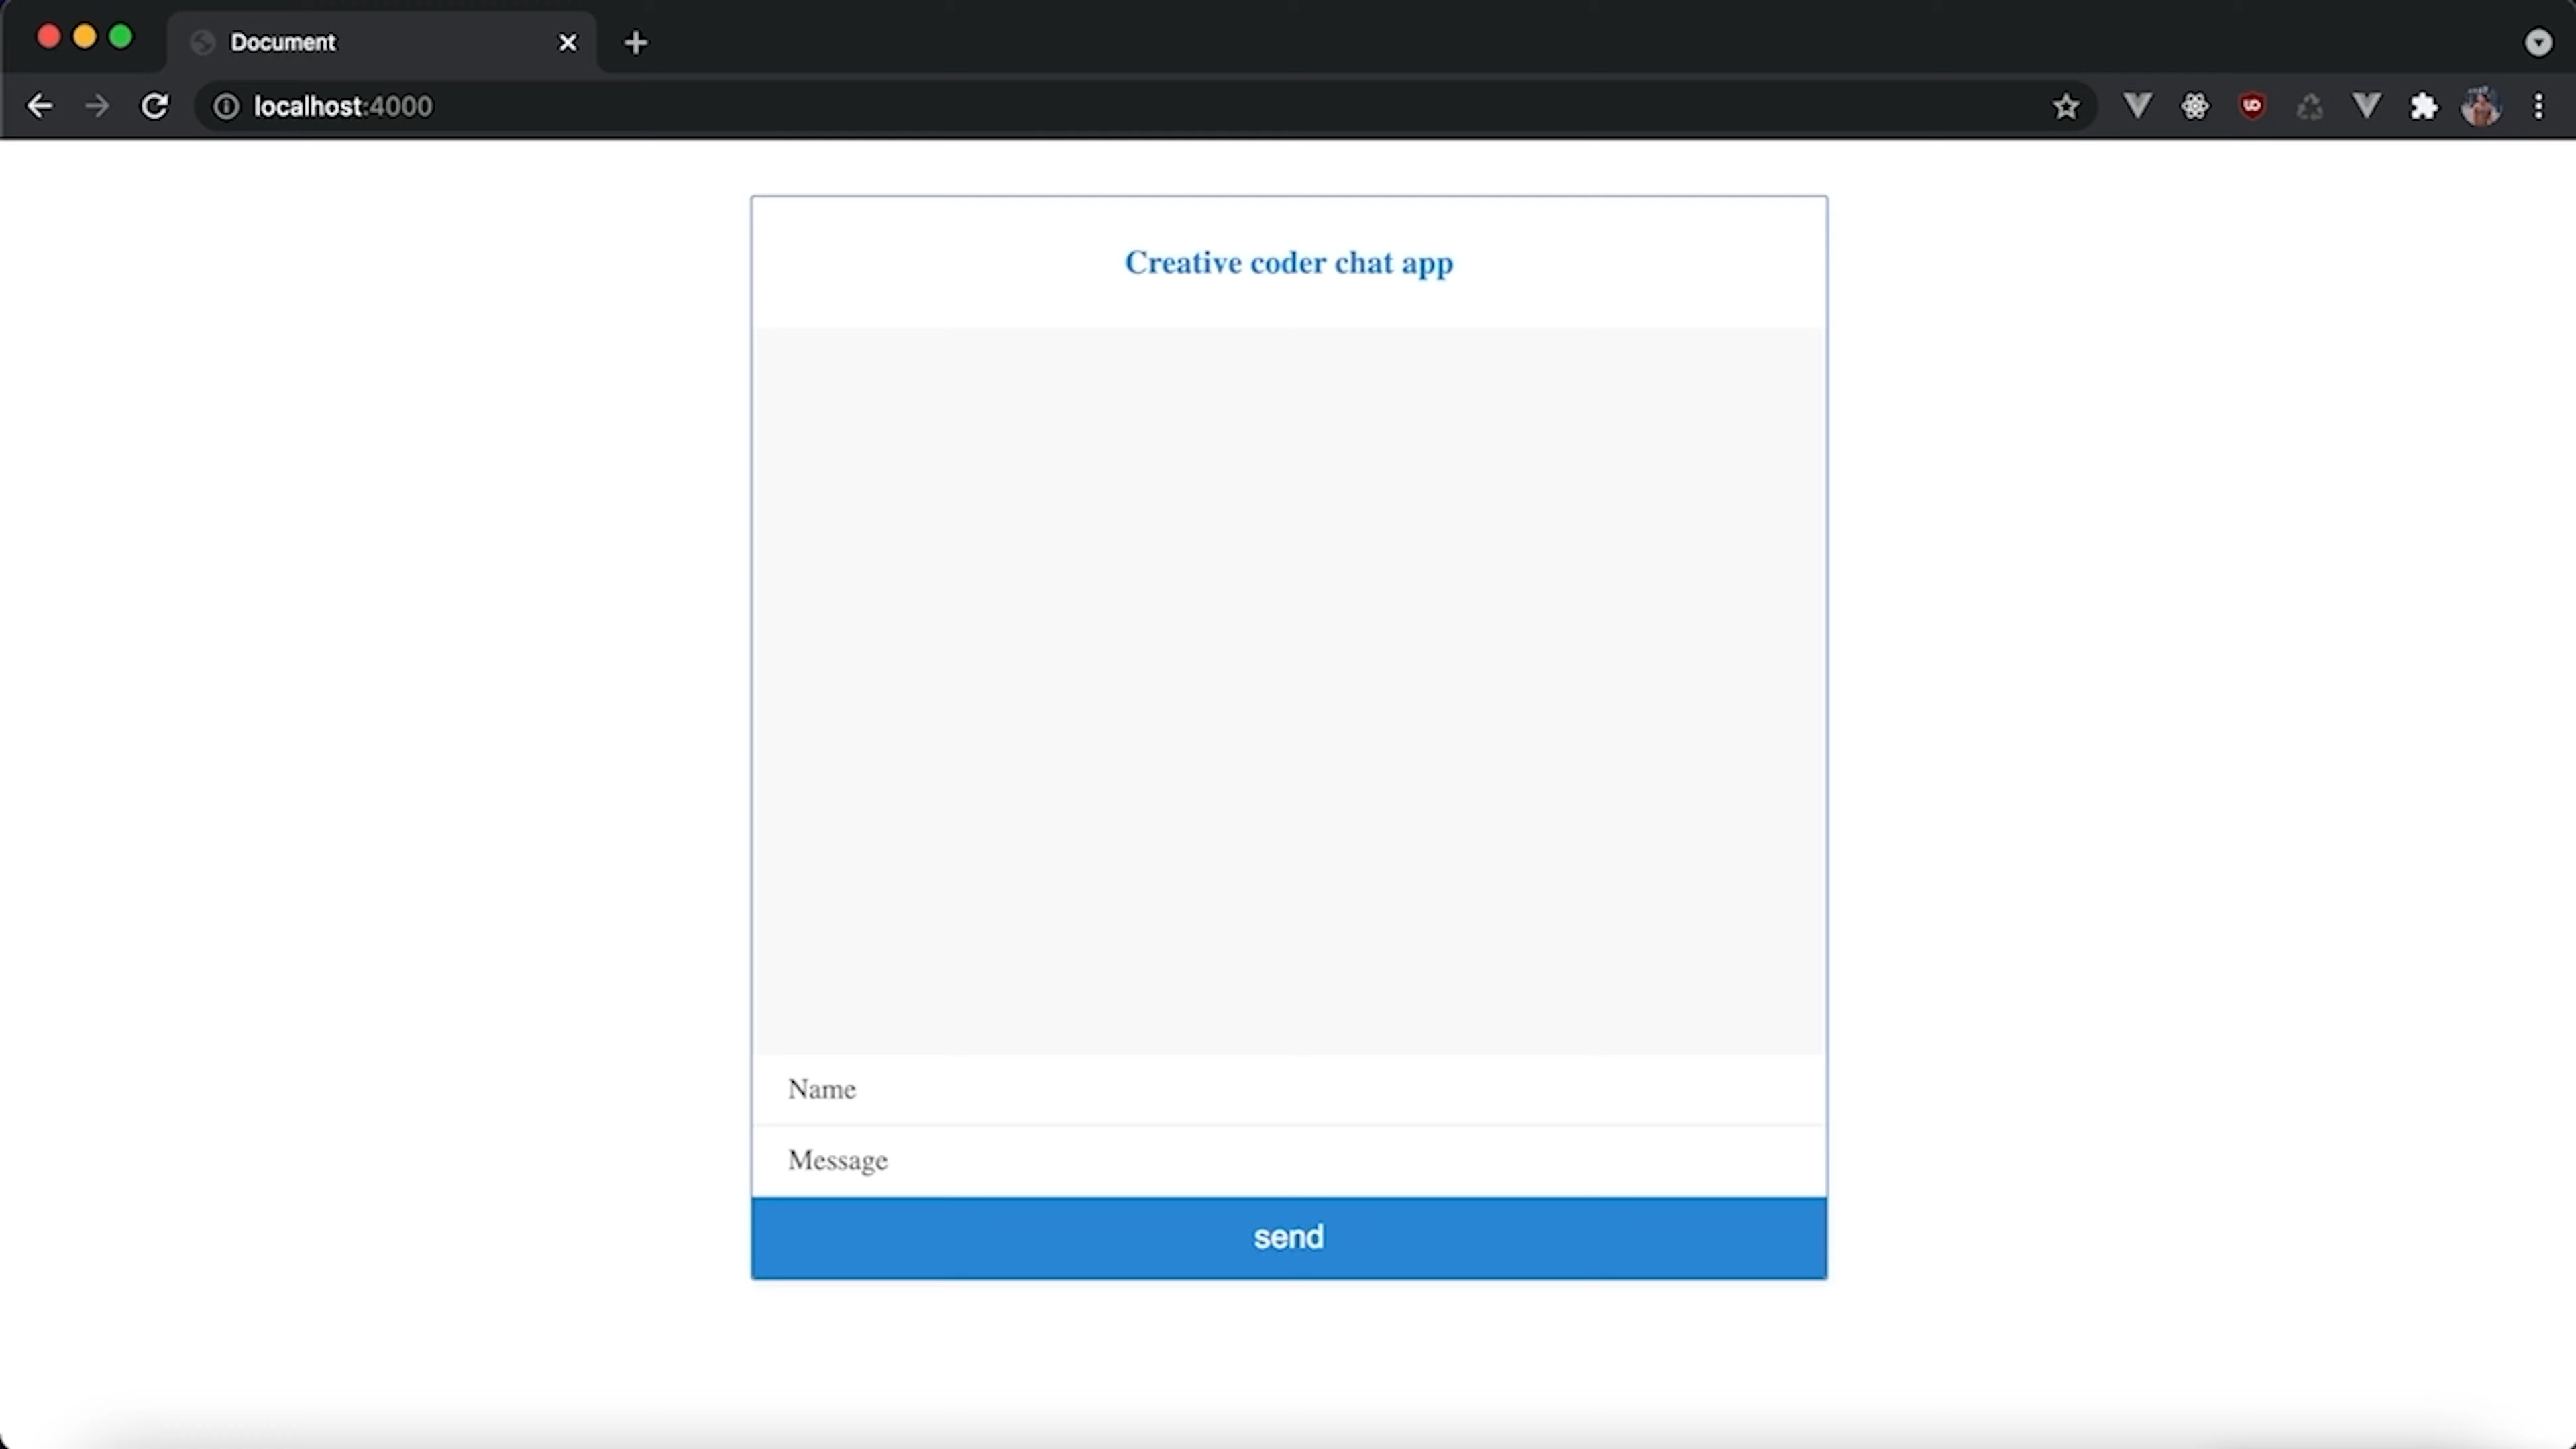 Document
localhost:4000
Creative coder chat app
Name
Message
send